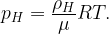 p_H = \frac{\rho_H}{\mu} RT.